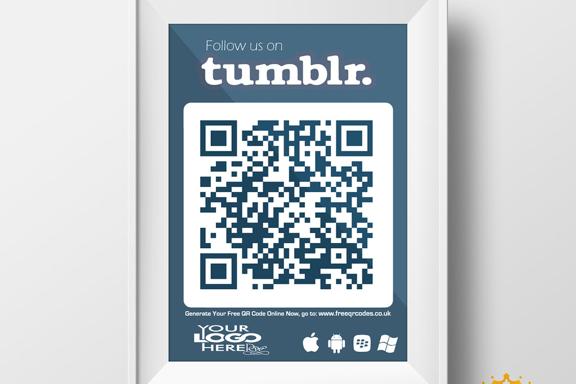 Follow us on
tumblr.
Generate Your Free QR Code Online Now, go to: www.freeqrcodes.co.uk
YOUR
LOGO
HERE